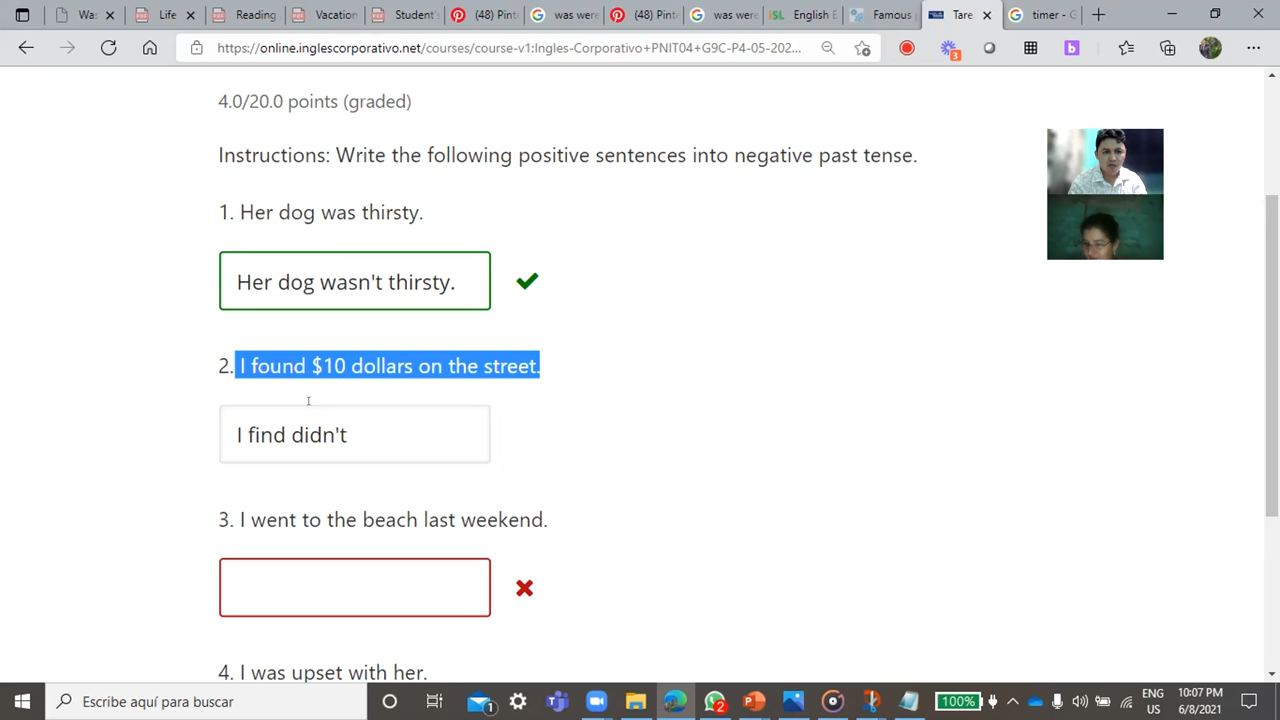 Wa:
Life
Reading
Vacation
Student's
(48) Pint
was were
(48) Pint
was were
English E
Famous
Tare
timer - G
https://online.inglescorporativo.net/courses/course-v1:Ingles-Corporativo+PNIT04+G9C-P4-05-202...
3
b
4.0/20.0 points (graded)
Instructions: Write the following positive sentences into negative past tense.
1. Her dog was thirsty.
Her dog wasn't thirsty.
2. I found $10 dollars on the street.
I find didn't
3. I went to the beach last weekend.
4. I was upset with her.
Escribe aquí para buscar
1
2
100%
ENG
US
10:07 PM
6/8/2021